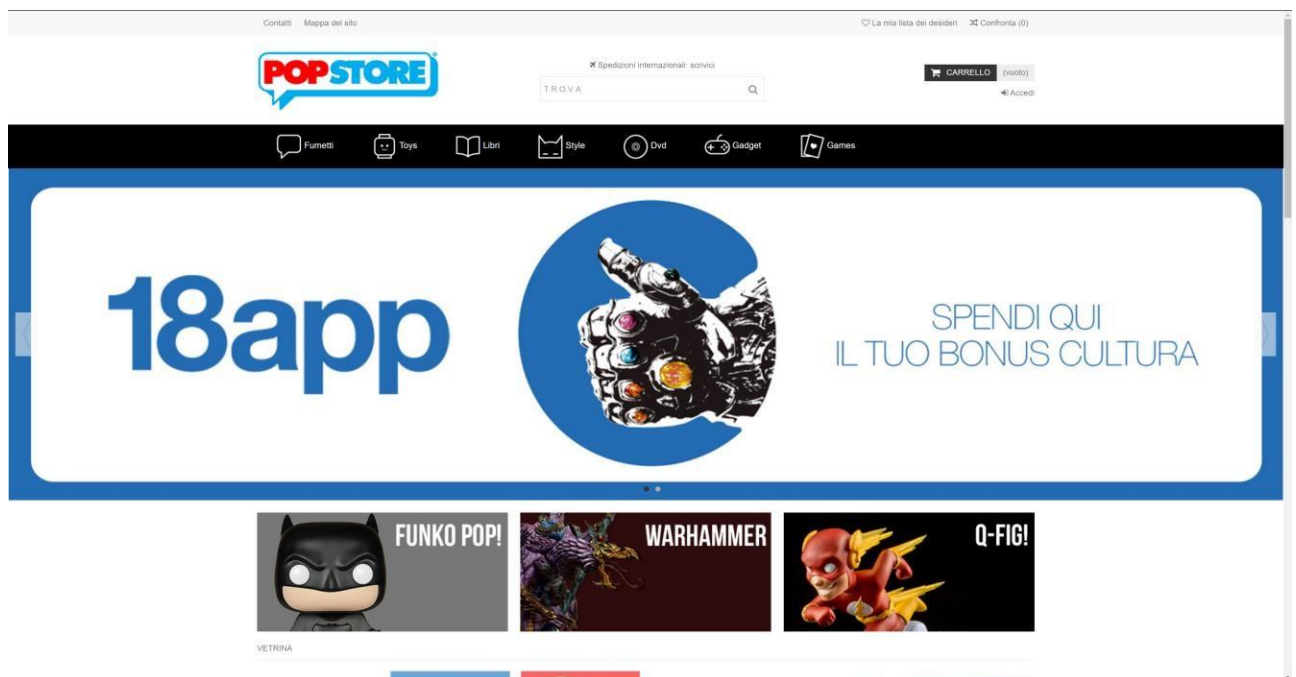 Contatti Mappa del sito
La mia lista dei desideri Confronta (0)
POPSTORE
Spedizioni internazionali: scrivici
TROVA
CARRELLO (vuoto)
Accedi
Fumetti Toys Libri Style Dvd Gadget Games
18app
SPENDI QUI
IL TUO BONUS CULTURA
FUNKO POP!
WARHAMMER
Q-FIG!
VETRINA